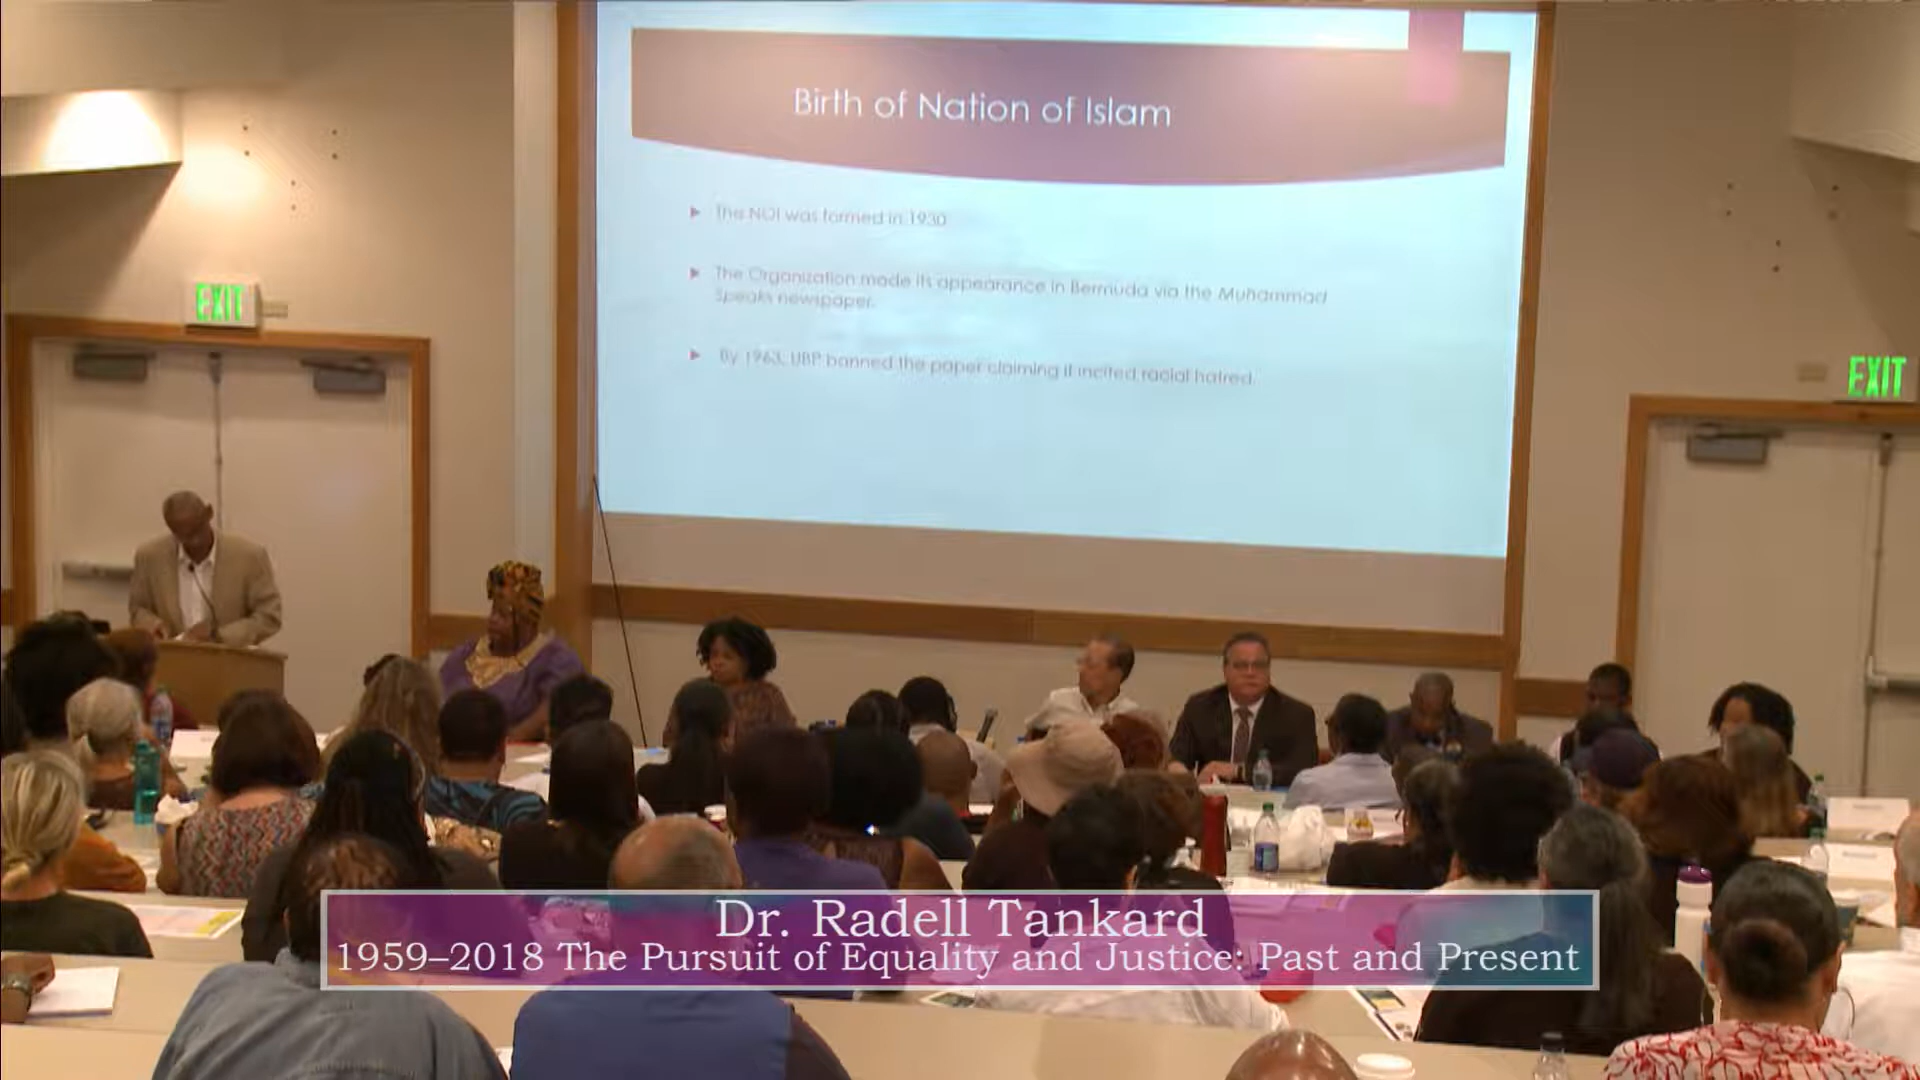 Birth of Nation of Islam
The NOI was formed in 1930
The Organization made its appearance in Bermuda via the Muhammad
Speaks newspaper.
By 1963, UBP banned the paper claiming it incited racial hatred.
EXIT
EXIT
Dr. Radell Tankard
1959–2018 The Pursuit of Equality and Justice: Past and Present